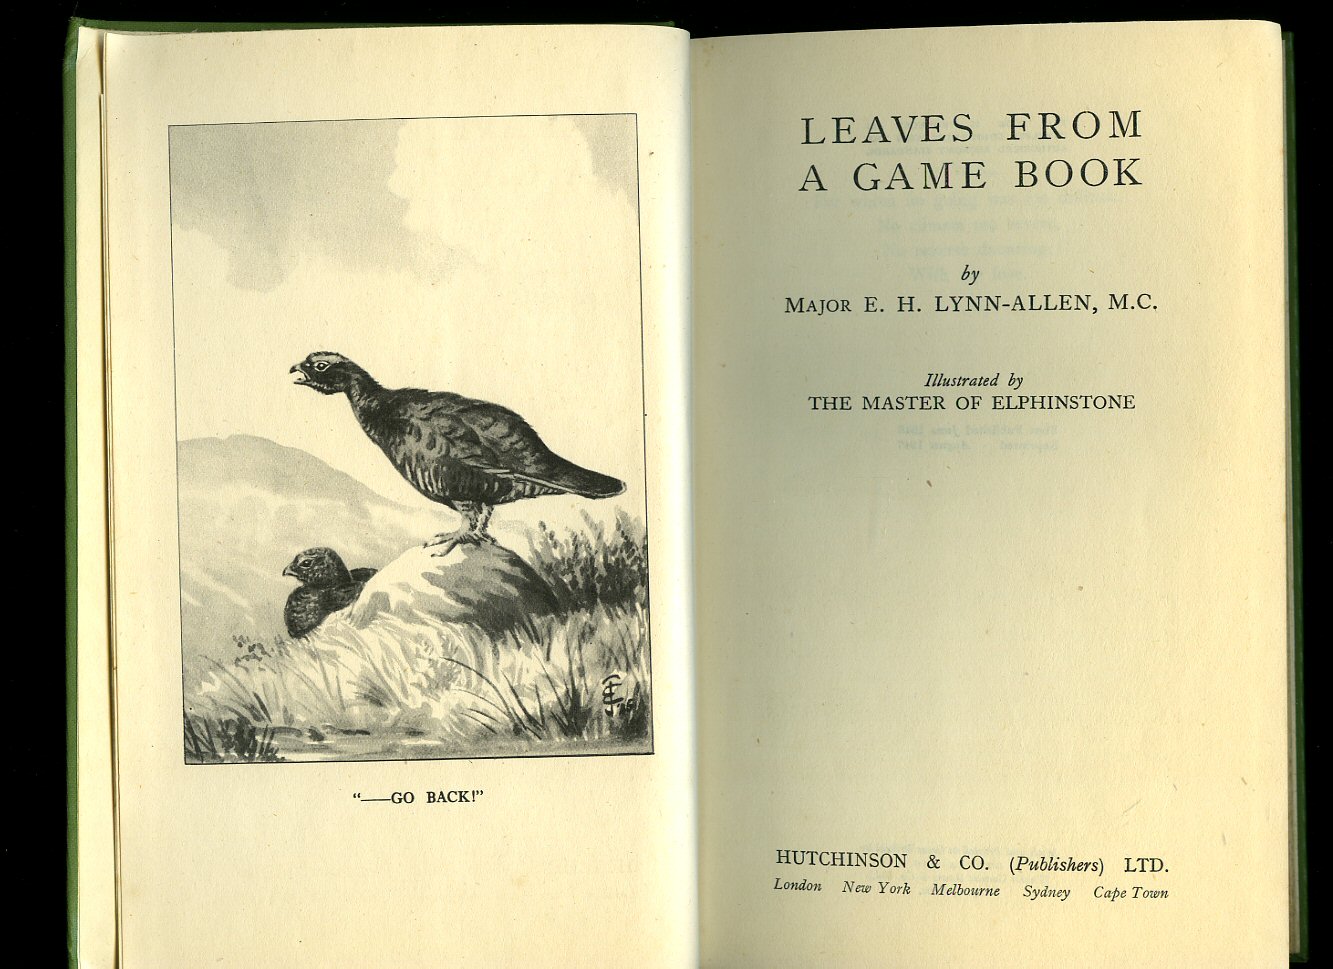 "—GO BACK!"
LEAVES FROM
A GAME BOOK
by
MAJOR E. H. LYNN-ALLEN, M.C.
Illustrated by
THE MASTER OF ELPHINSTONE
HUTCHINSON & CO. (Publishers) LTD.
London New York Melbourne Sydney Cape Town